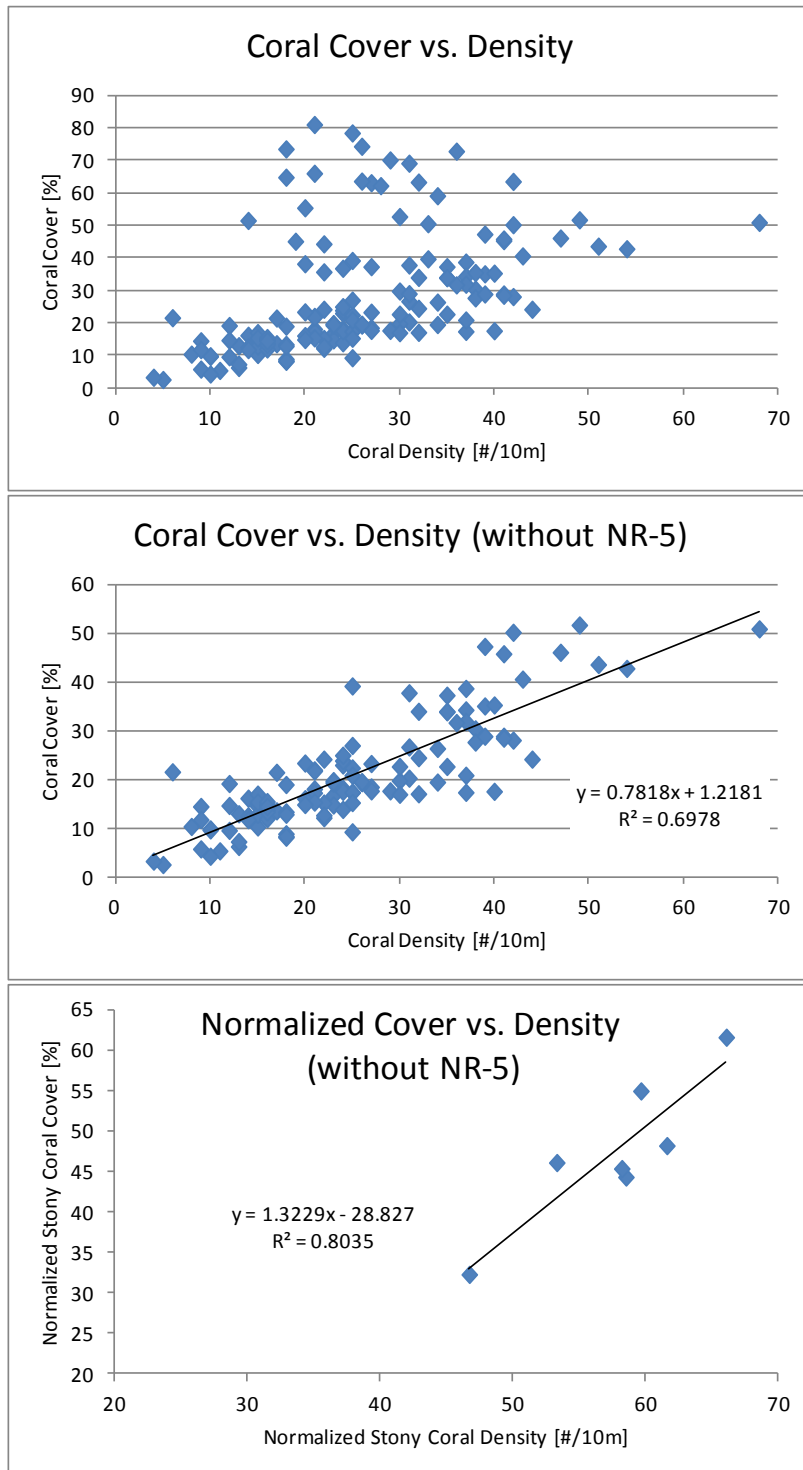 Coral Cover vs. Density
90
80
70
60
50
40
30
20
10
0
Coral Cover [%]
0 10 20 30 40 50 60 70
Coral Density [#/10m]
Coral Cover vs. Density (without NR-5)
60
50
40
30
20
10
0
Coral Cover [%]
y = 0.7818x + 1.2181
R² = 0.6978
0 10 20 30 40 50 60 70
Coral Density [#/10m]
Normalized Cover vs. Density
(without NR-5)
65
60
55
50
45
40
35
30
25
20
Normalized Stony Coral Cover [%]
y = 1.3229x - 28.827
R² = 0.8035
20 30 40 50 60 70
Normalized Stony Coral Density [#/10m]